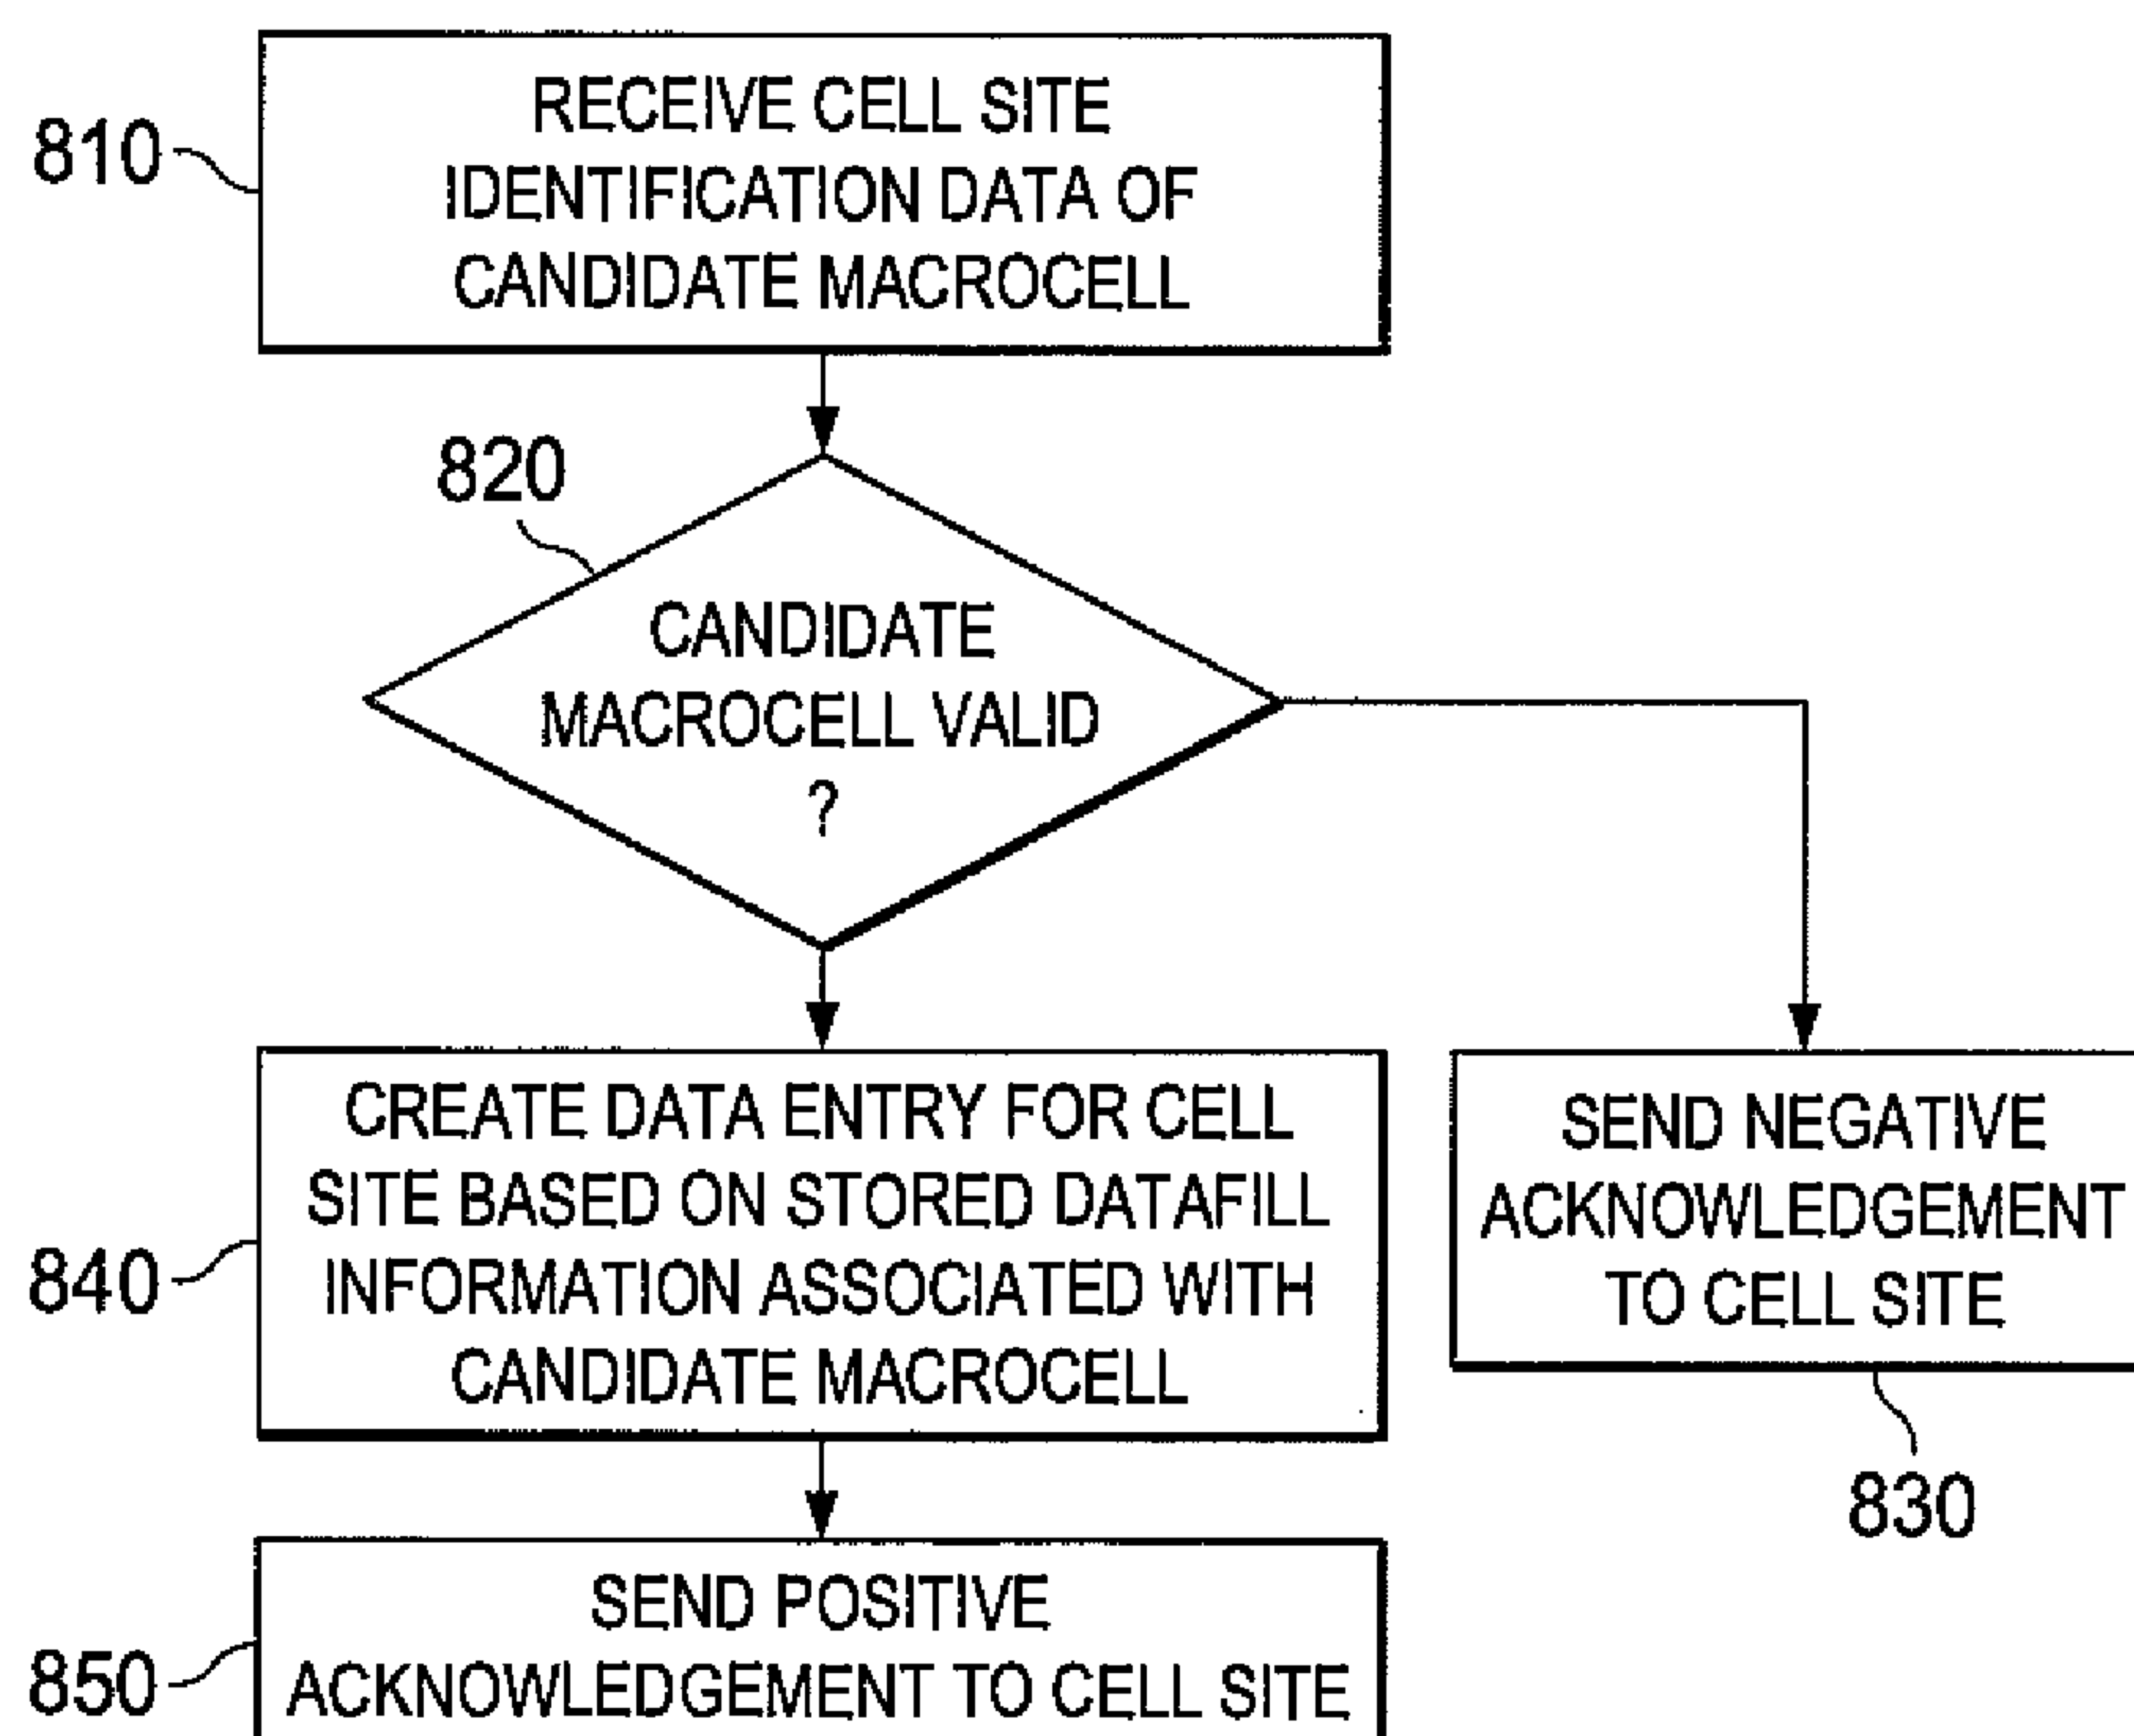 810
RECEIVE CELL SITE
IDENTIFICATION DATA OF
CANDIDATE MACROCELL
820
CANDIDATE
MACROCELL VALID
?
840
CREATE DATA ENTRY FOR CELL
SITE BASED ON STORED DATAFILL
INFORMATION ASSOCIATED WITH
CANDIDATE MACROCELL
SEND NEGATIVE
ACKNOWLEDGEMENT
TO CELL SITE
830
850
SEND POSITIVE
ACKNOWLEDGEMENT TO CELL SITE